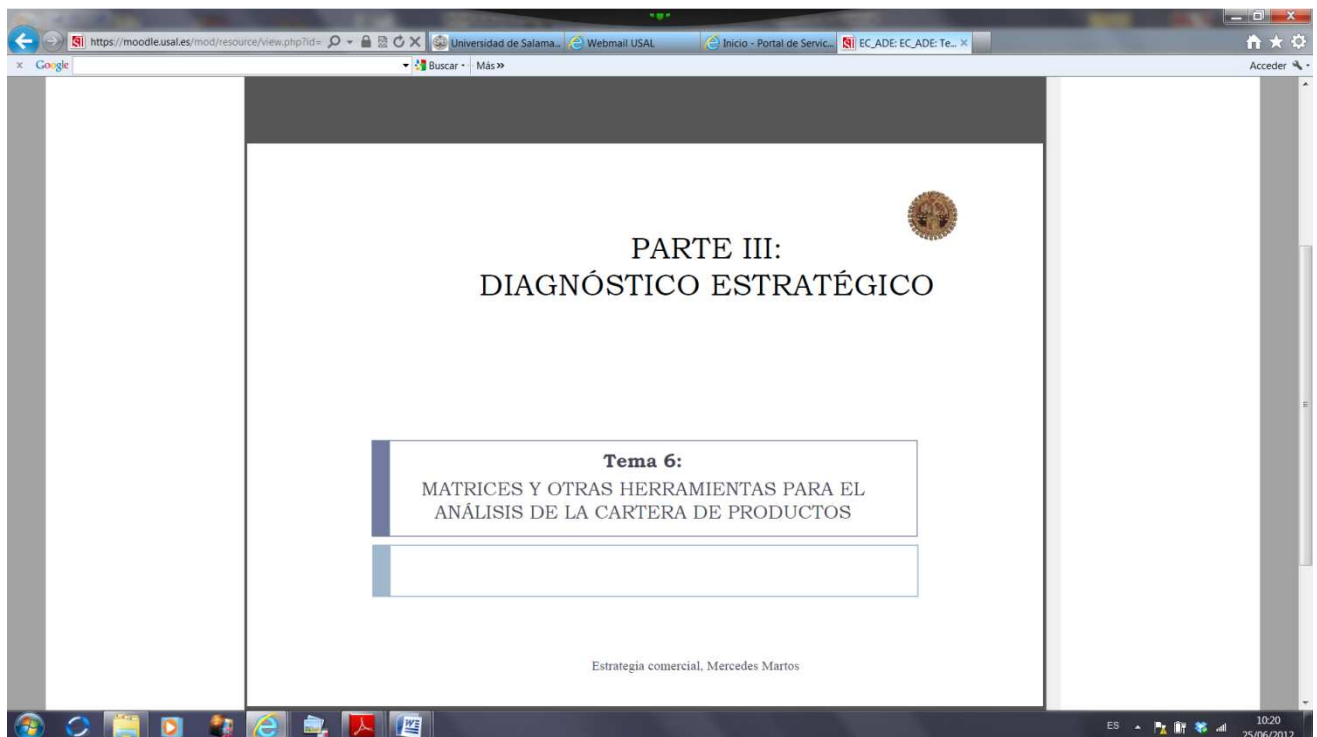 https://moodle.usal.es/mod/resource/view.php?id=
Universidad de Salama...
Webmail USAL
Inicio - Portal de Servic...
EC_ADE: EC_ADE: Te...
x Google
Buscar
Más »
Acceder
PARTE III:
DIAGNÓSTICO ESTRATÉGICO
Tema 6:
MATRICES Y OTRAS HERRAMIENTAS PARA EL
ANÁLISIS DE LA CARTERA DE PRODUCTOS
Estrategia comercial, Mercedes Martos
ES
10:20
25/06/2012